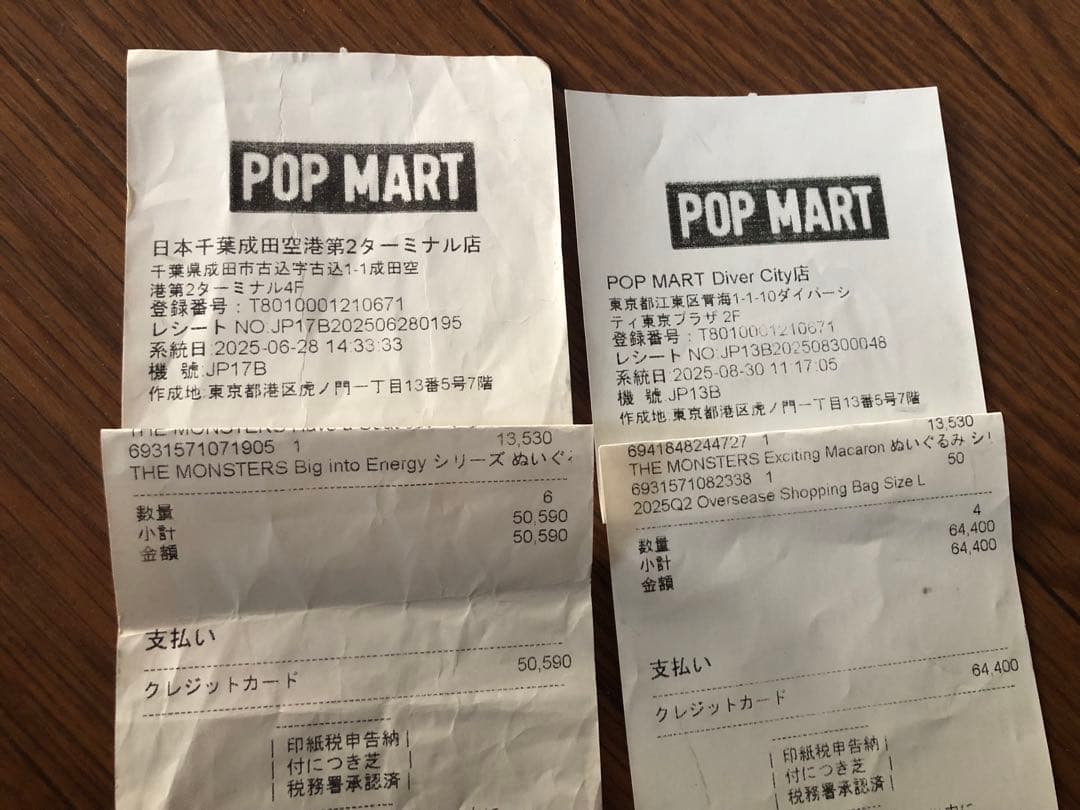 POP MART
日本千葉成田空港第2ターミナル店
千葉県成田市古込字古込1-1成田空
港第2ターミナル4F
登録番号：T8010001210671
レシートNO:JP17B202506280195
系統日:2025-06-28 14:33:33
機 號:JP17B
作成地:東京都港区虎ノ門一丁目13番5号7階
THE MONSTERS
6931571071905 1 13,530
THE MONSTERS Big into Energy シリーズ ぬいぐ
数量 6
小計 50,590
金額 50,590
支払い
クレジットカード 50,590
印紙税申告納
付につき芝
税務署承認済
POP MART
POP MART Diver City店
東京都江東区青海1-1-10ダイバーシ
ティ東京プラザ 2F
登録番号：T8010001210671
レシートNO:JP13B202508300048
系統日:2025-08-30 11:17:05
機 號:JP13B
作成地:東京都港区虎ノ門一丁目13番5号7階
6941848244727 1 13,530
THE MONSTERS Exciting Macaron ぬいぐるみ シリ
6931571082338 1 50
2025Q2 Oversease Shopping Bag Size L
数量 4
小計 64,400
金額 64,400
支払い
クレジットカード 64,400
印紙税申告納
付につき芝
税務署承認済